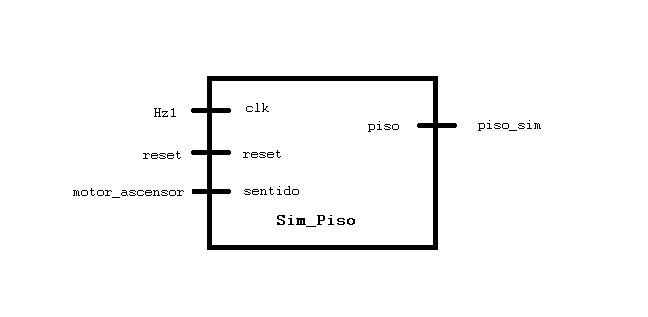 Hz1 clk
piso piso_sim
reset reset
motor_ascensor sentido
Sim_Piso